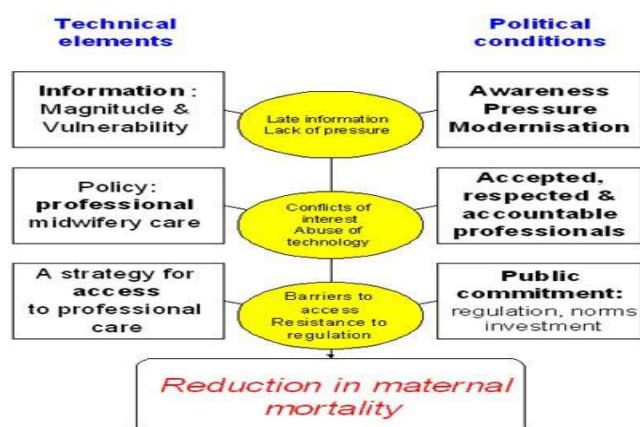 Technical
elements
Political
conditions
Information :
Magnitude &
Vulnerability
Late information
Lack of pressure
Awareness
Pressure
Modernisation
Policy:
professional
midwifery care
Conflicts of
interest
Abuse of
technology
Accepted,
respected &
accountable
professionals
A strategy for
access
to professional
care
Barriers to
access
Resistance to
regulation
Public
commitment:
regulation, norms
investment
Reduction in maternal
mortality